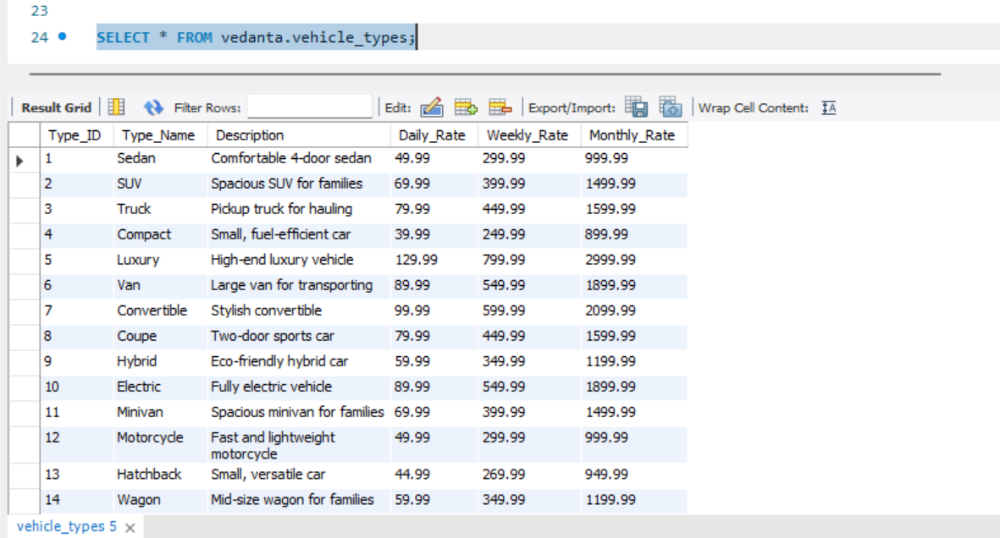 23
24 SELECT * FROM vedanta.vehicle_types;
Result Grid Filter Rows: Edit: Export/Import: Wrap Cell Content: IA
Type_ID Type_Name Description Daily_Rate Weekly_Rate Monthly_Rate
1 Sedan Comfortable 4-door sedan 49.99 299.99 999.99
2 SUV Spacious SUV for families 69.99 399.99 1499.99
3 Truck Pickup truck for hauling 79.99 449.99 1599.99
4 Compact Small, fuel-efficient car 39.99 249.99 899.99
5 Luxury High-end luxury vehicle 129.99 799.99 2999.99
6 Van Large van for transporting 89.99 549.99 1899.99
7 Convertible Stylish convertible 99.99 599.99 2099.99
8 Coupe Two-door sports car 79.99 449.99 1599.99
9 Hybrid Eco-friendly hybrid car 59.99 349.99 1199.99
10 Electric Fully electric vehicle 89.99 549.99 1899.99
11 Minivan Spacious minivan for families 69.99 399.99 1499.99
12 Motorcycle Fast and lightweight 49.99 299.99 999.99
motorcycle
13 Hatchback Small, versatile car 44.99 269.99 949.99
14 Wagon Mid-size wagon for families 59.99 349.99 1199.99
vehicle_types 5